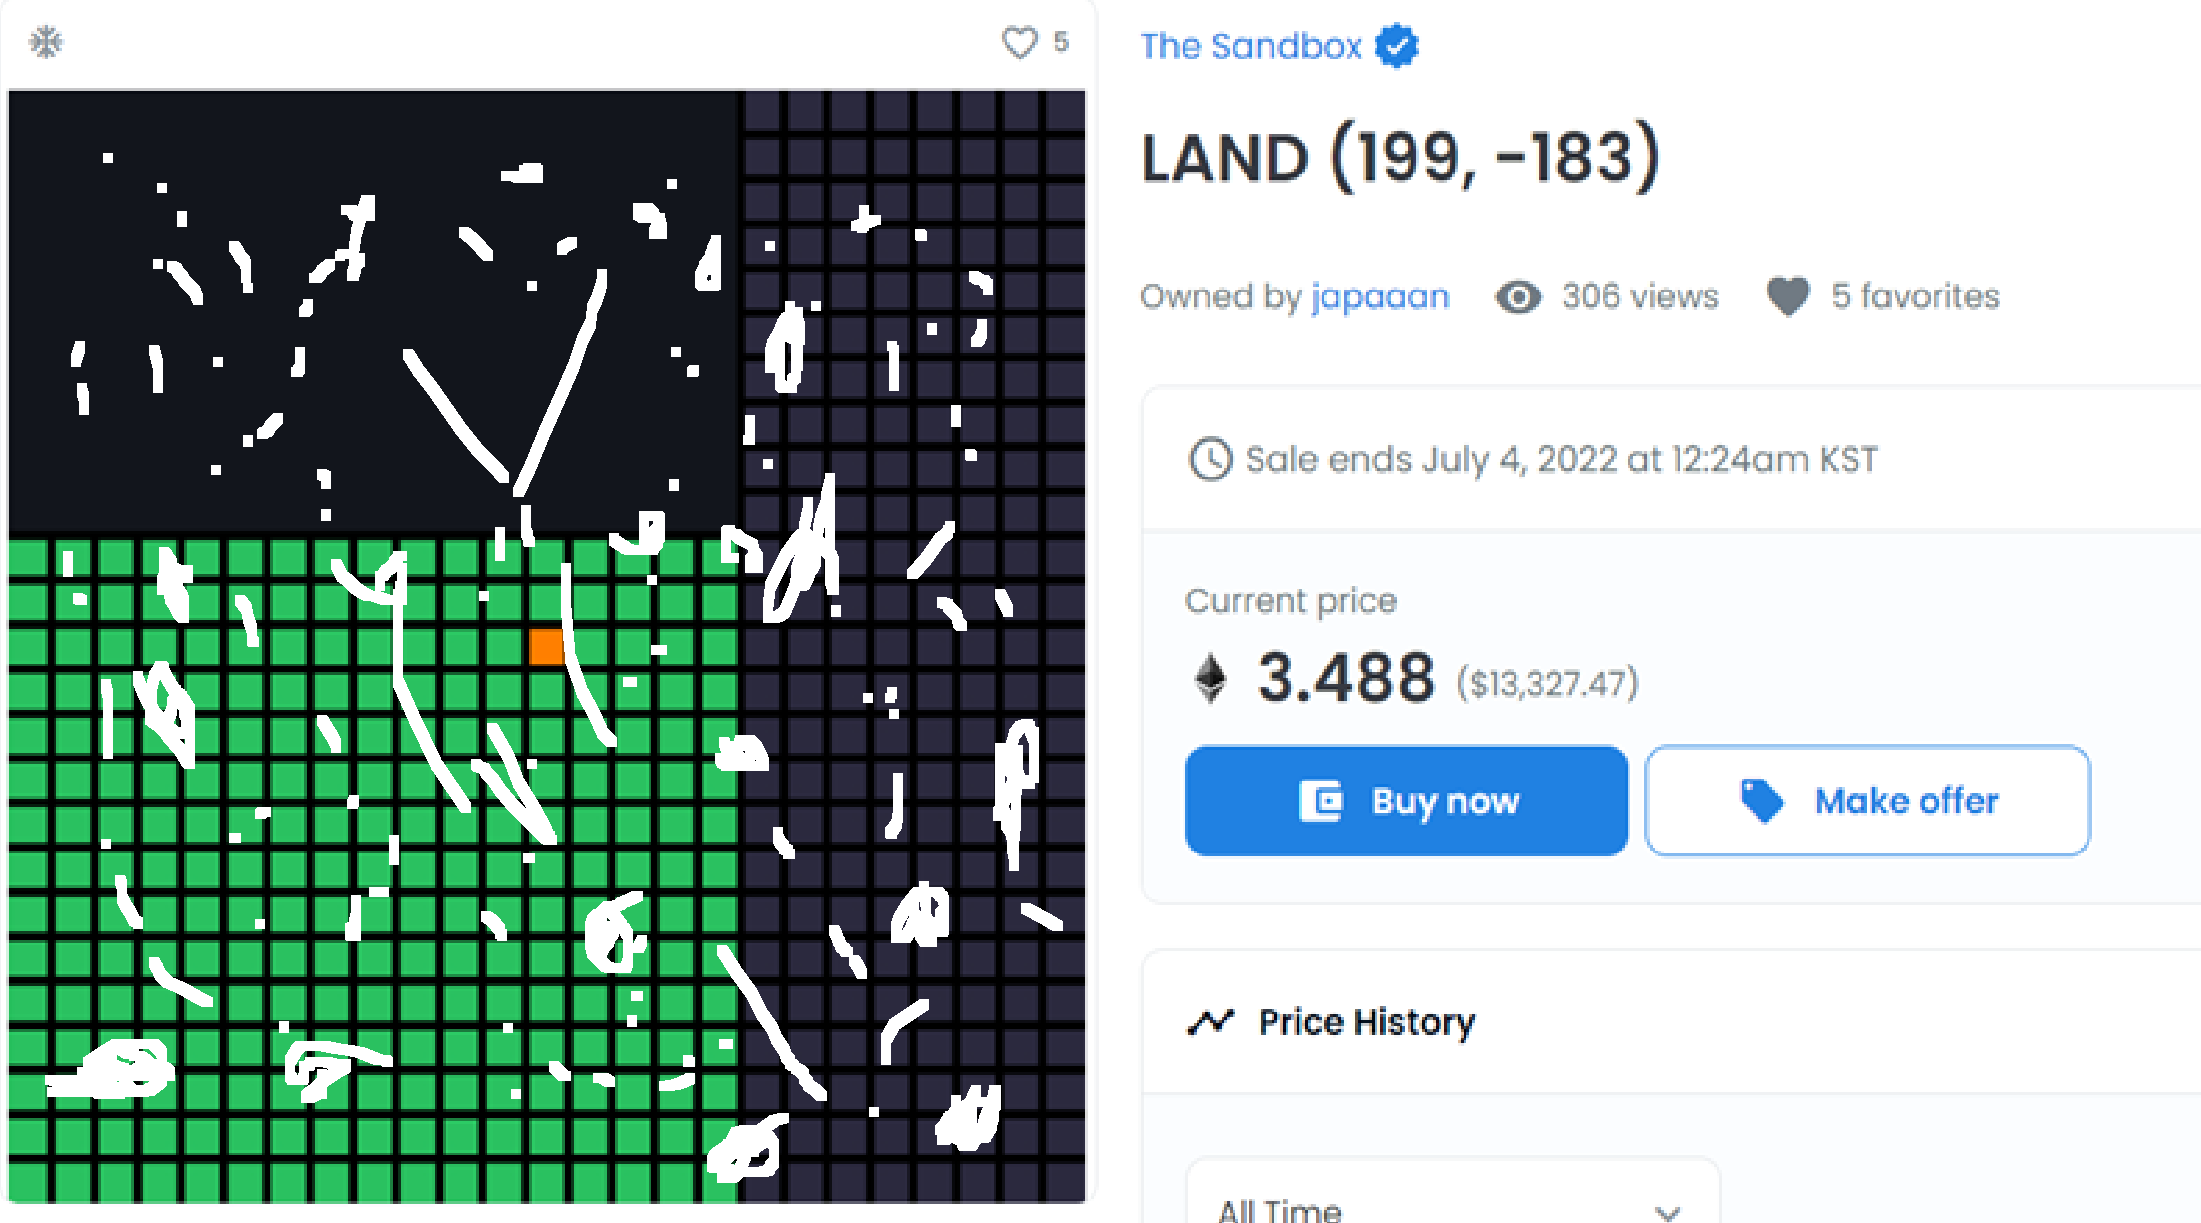 5
The Sandbox
LAND (199, -183)
Owned by japaaan 306 views 5 favorites
Sale ends July 4, 2022 at 12:24am KST
Current price
3.488 ($13,327.47)
Buy now Make offer
Price History
All Time